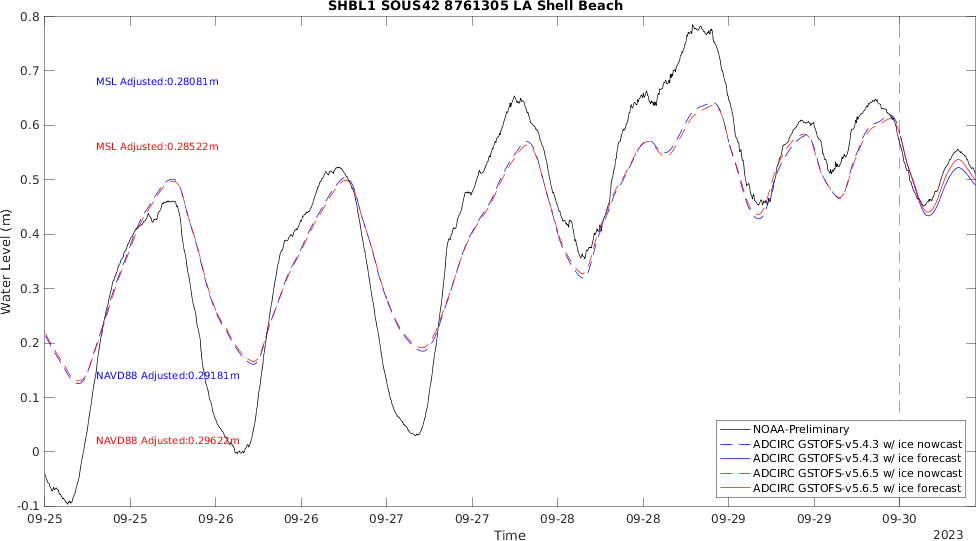 SHBL1 SOUS42 8761305 LA Shell Beach
Water Level (m)
0.8
0.7
0.6
0.5
0.4
0.3
0.2
0.1
0
-0.1
MSL Adjusted:0.28081m
MSL Adjusted:0.28522m
NAVD88 Adjusted:0.29181m
NAVD88 Adjusted:0.29622m
NOAA-Preliminary
ADCIRC GSTOFS-v5.4.3 w/ ice nowcast
ADCIRC GSTOFS-v5.4.3 w/ ice forecast
ADCIRC GSTOFS-v5.6.5 w/ ice nowcast
ADCIRC GSTOFS-v5.6.5 w/ ice forecast
09-25 09-25 09-26 09-26 09-27 09-27 09-28 09-28 09-29 09-29 09-30
Time
2023